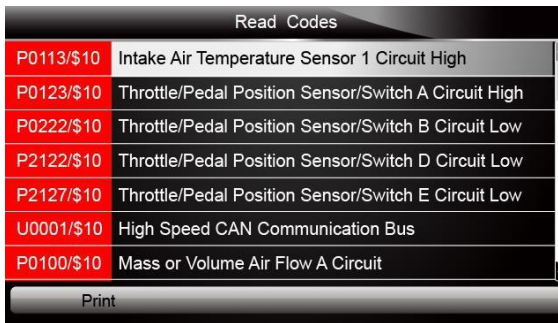 Read Codes
P0113/$10 Intake Air Temperature Sensor 1 Circuit High
P0123/$10 Throttle/Pedal Position Sensor/Switch A Circuit High
P0222/$10 Throttle/Pedal Position Sensor/Switch B Circuit Low
P2122/$10 Throttle/Pedal Position Sensor/Switch D Circuit Low
P2127/$10 Throttle/Pedal Position Sensor/Switch E Circuit Low
U0001/$10 High Speed CAN Communication Bus
P0100/$10 Mass or Volume Air Flow A Circuit
Print